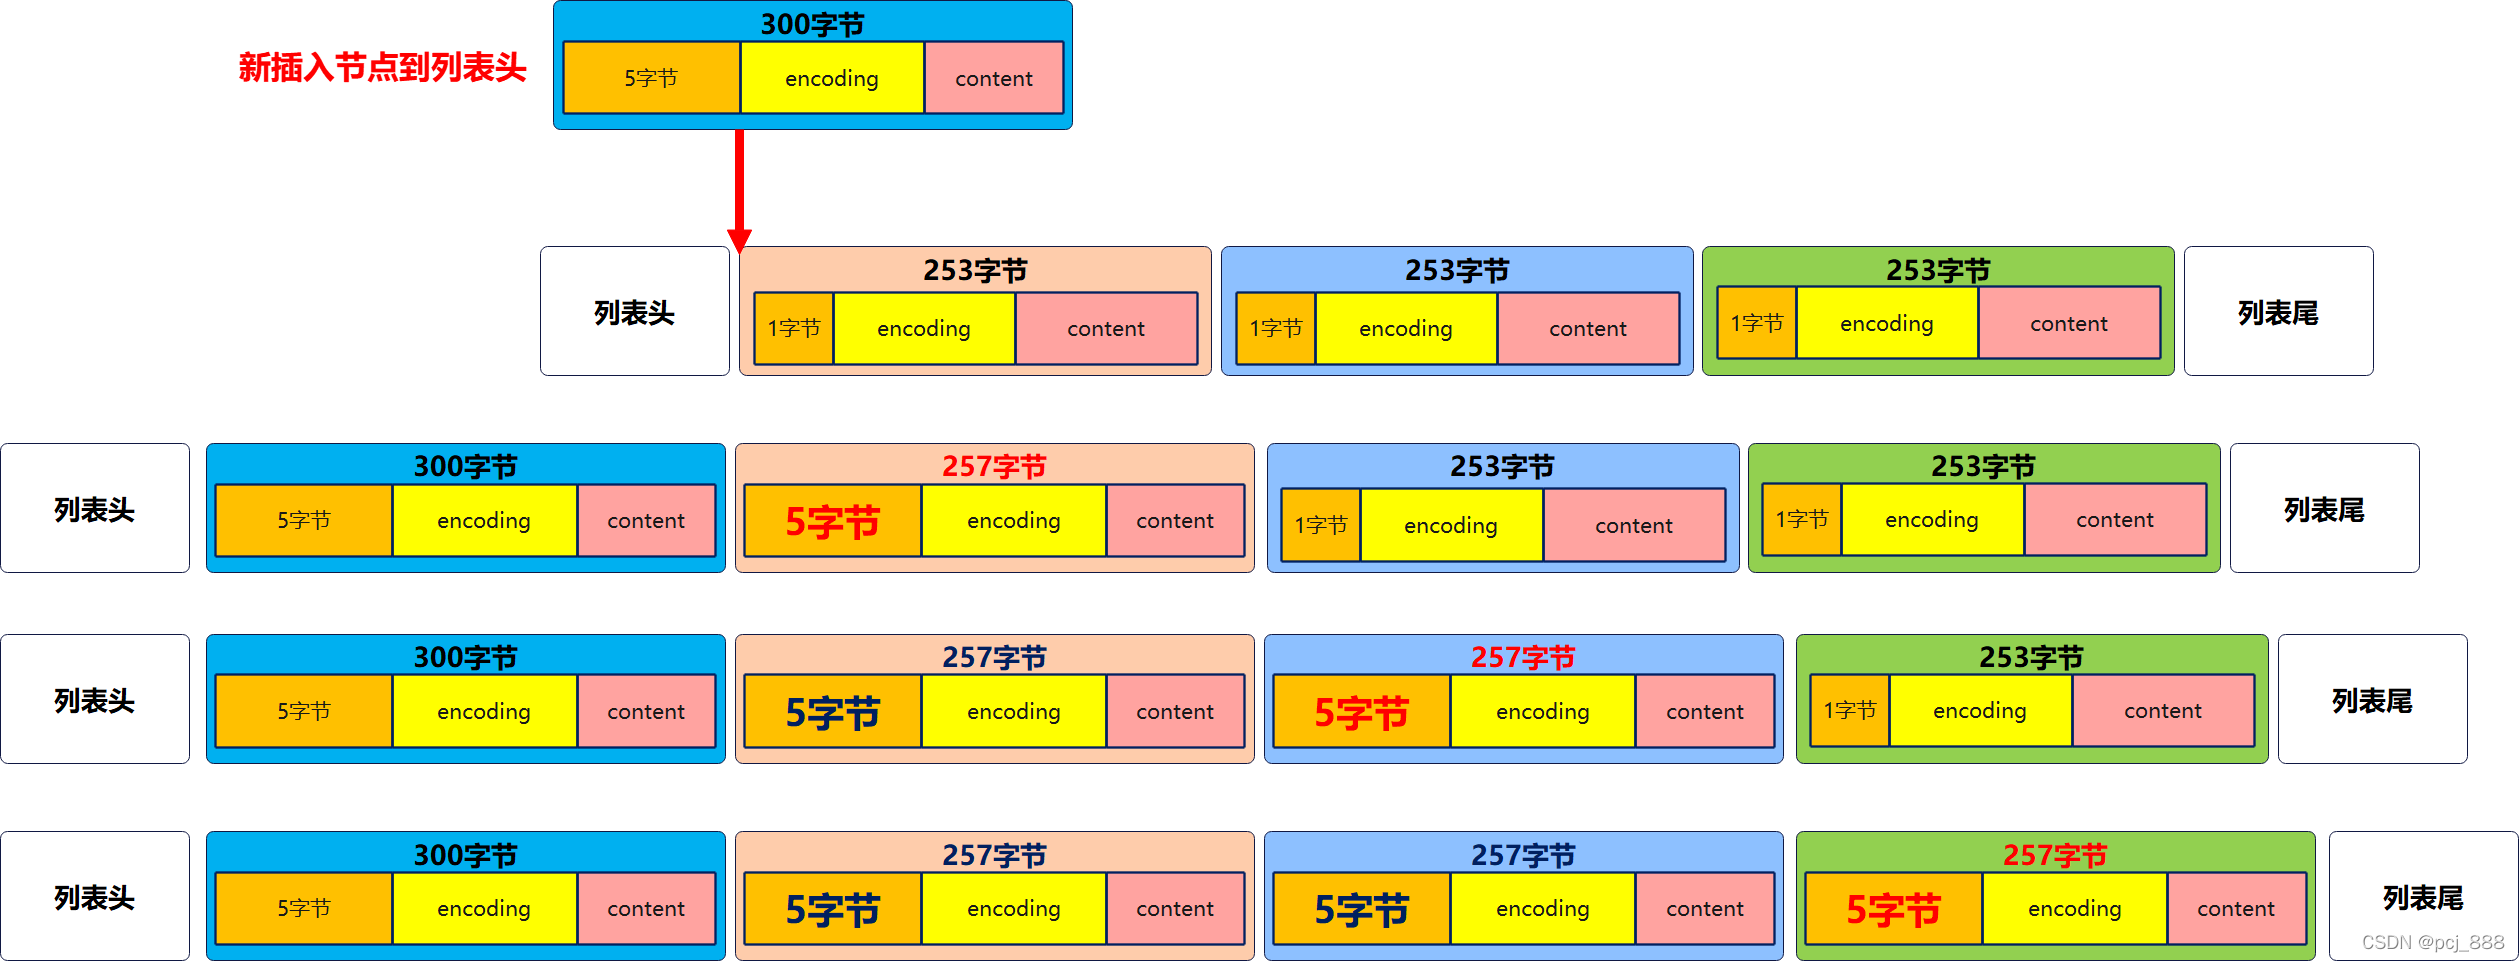 300字节
新插入节点到列表头
5字节 encoding content
253字节 253字节 253字节
列表头 1字节 encoding content 1字节 encoding content 1字节 encoding content 列表尾
300字节 257字节 253字节 253字节
列表头 5字节 encoding content 5字节 encoding content 1字节 encoding content 1字节 encoding content 列表尾
300字节 257字节 257字节 253字节
列表头 5字节 encoding content 5字节 encoding content 5字节 encoding content 1字节 encoding content 列表尾
300字节 257字节 257字节 257字节
列表头 5字节 encoding content 5字节 encoding content 5字节 encoding content 5字节 encoding content 列表尾
CSDN @pcj_888